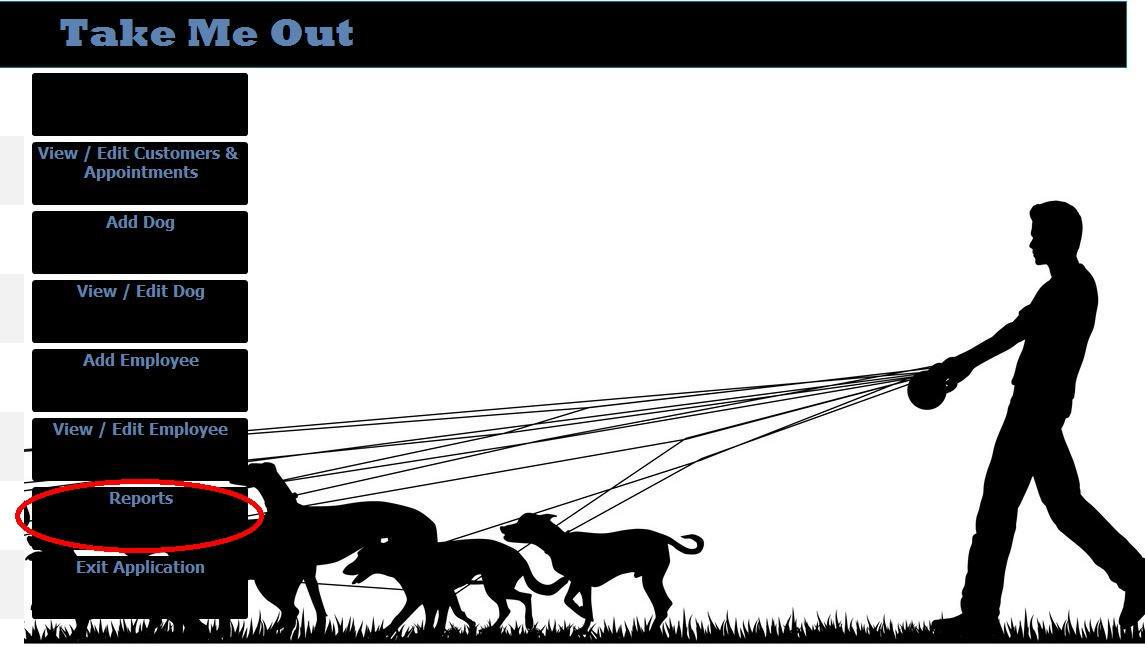 Take Me Out
View / Edit Customers &
Appointments
Add Dog
View / Edit Dog
Add Employee
View / Edit Employee
Reports
Exit Application